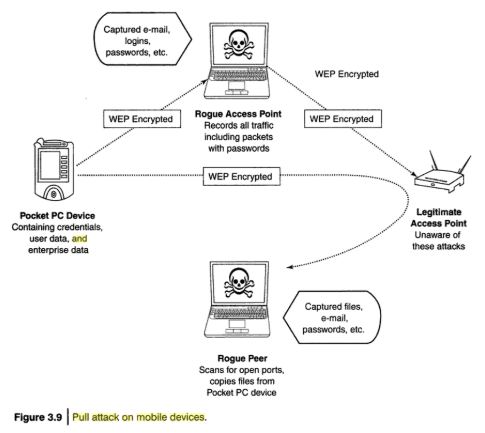 Captured e-mail,
logins,
passwords, etc.
WEP Encrypted
Rogue Access Point
Records all traffic
including packets
with passwords
WEP Encrypted
WEP Encrypted
WEP Encrypted
Pocket PC Device
Containing credentials,
user data, and
enterprise data
Legitimate
Access Point
Unaware of
these attacks
Captured files,
e-mail,
passwords, etc.
Rogue Peer
Scans for open ports,
copies files from
Pocket PC device
Figure 3.9 Pull attack on mobile devices.